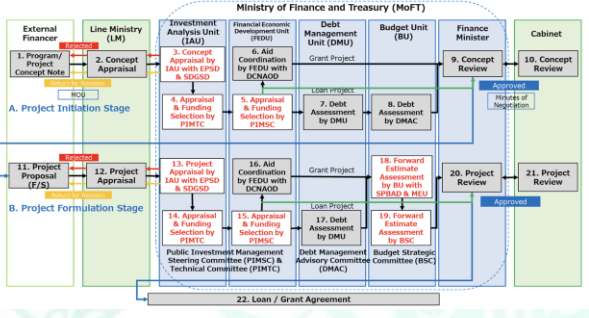 Ministry of Finance and Treasury (MoFT)
External
Financer
Line Ministry
(LM)
Investment
Analysis Unit
(IAU)
Financial Economic
Development Unit
(FEDU)
Debt
Management
Unit (DMU)
Budget Unit
(BU)
Finance
Minister
Cabinet
Rejected
1. Program/
Project
Concept Note
2. Concept
Appraisal
3. Concept
Appraisal by
IAU with EPSD
& SDGSD
6. Aid
Coordination
by FEDU with
DCNAOD
Grant Project
9. Concept
Review
10. Concept
Review
Return for Revision
MOU
Loan Project
Approved
Minutes of
Negotiation
A. Project Initiation Stage
4. Appraisal
& Funding
Selection by
PIMTC
5. Appraisal
& Funding
Selection by
PIMSC
7. Debt
Assessment
by DMU
8. Debt
Assessment
by DMAC
Rejected
11. Project
Proposal
(F/S)
12. Project
Appraisal
13. Project
Appraisal by
IAU with EPSD
& SDGSD
16. Aid
Coordination
by FEDU with
DCNAOD
Grant Project
18. Forward
Estimate
Assessment
by BU with
SPBAD & MEU
20. Project
Review
21. Project
Review
Return for Revision
Loan Project
Approved
B. Project Formulation Stage
14. Appraisal
& Funding
Selection by
PIMTC
15. Appraisal
& Funding
Selection by
PIMSC
17. Debt
Assessment
by DMU
19. Forward
Estimate
Assessment
by BSC
Public Investment Management
Steering Committee (PIMSC) &
Technical Committee (PIMTC)
Debt Management
Advisory Committee
(DMAC)
Budget Strategic
Committee (BSC)
22. Loan / Grant Agreement